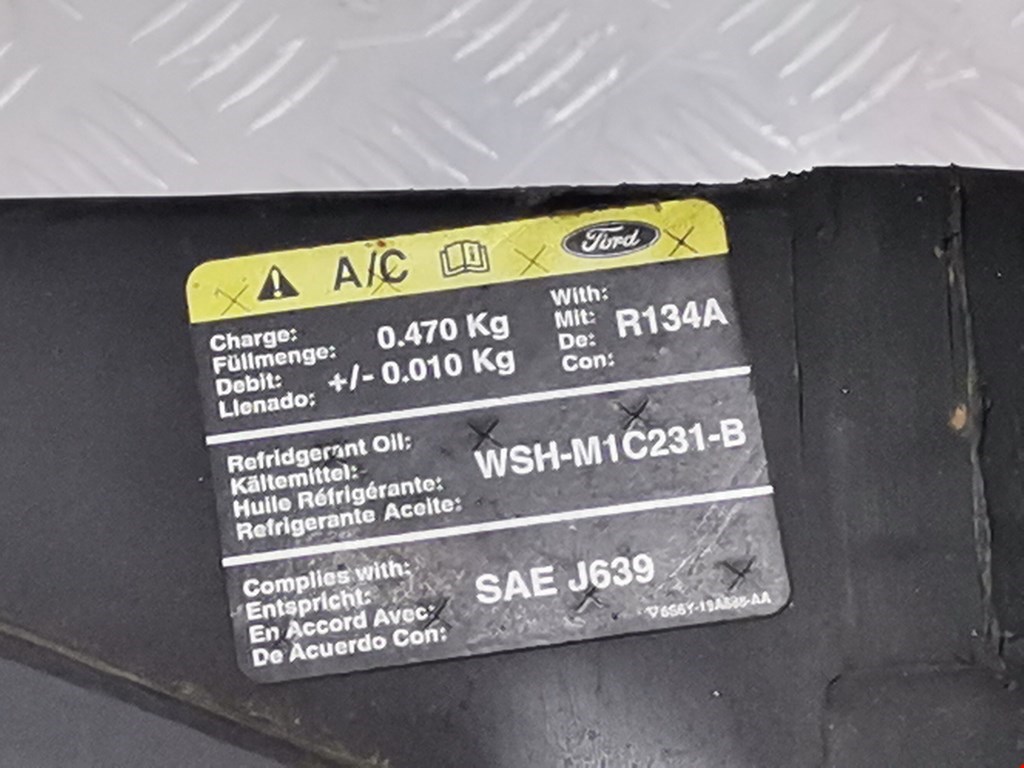 A/C
Ford
Charge:
Füllmenge:
Debit:
Llenado:
0.470 Kg
+/- 0.010 Kg
With:
Mit:
De:
Con:
R134A
Refridgerant Oil:
Kältemittel:
Huile Réfrigérante:
Refrigerante Aceite:
WSH-M1C231-B
Complies with:
Entspricht:
En Accord Avec:
De Acuerdo Con:
SAE J639